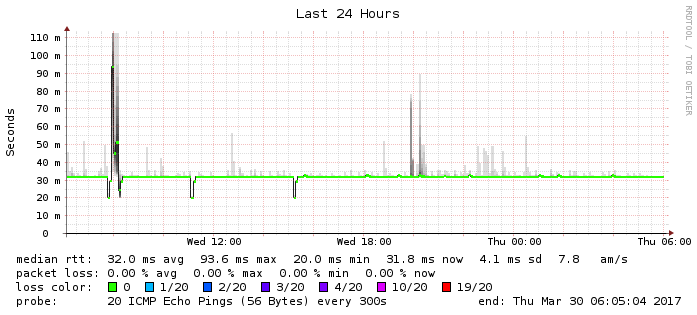 Last 24 Hours
RRDTOOL / TOBI OETIKER
Seconds
110 m
100 m
90 m
80 m
70 m
60 m
50 m
40 m
30 m
20 m
10 m
0
Wed 12:00 Wed 18:00 Thu 00:00 Thu 06:00
median rtt: 32.0 ms avg 93.6 ms max 20.0 ms min 31.8 ms now 4.1 ms sd 7.8 am/s
packet loss: 0.00 % avg 0.00 % max 0.00 % min 0.00 % now
loss color: 0 1/20 2/20 3/20 4/20 10/20 19/20
probe: 20 ICMP Echo Pings (56 Bytes) every 300s end: Thu Mar 30 06:05:04 2017